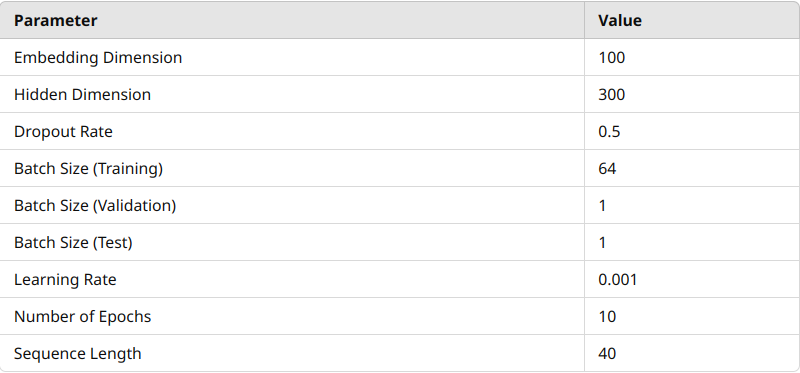 Parameter Value
Embedding Dimension 100
Hidden Dimension 300
Dropout Rate 0.5
Batch Size (Training) 64
Batch Size (Validation) 1
Batch Size (Test) 1
Learning Rate 0.001
Number of Epochs 10
Sequence Length 40